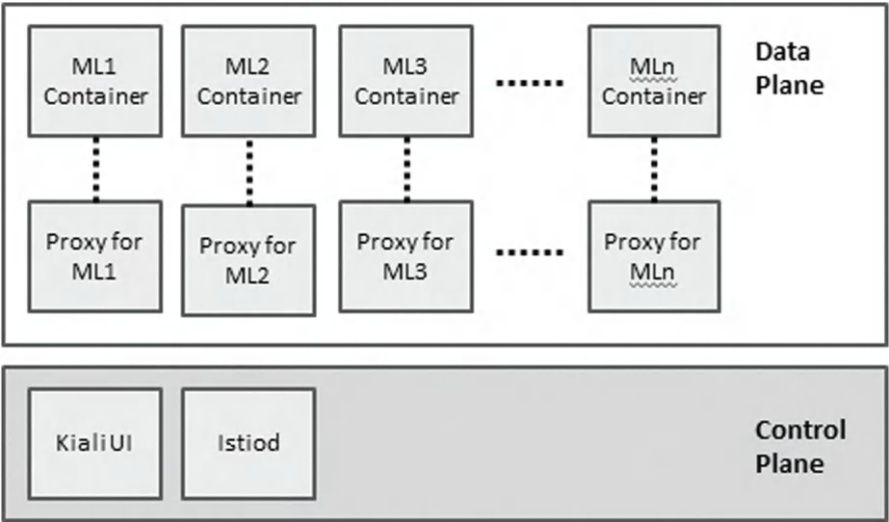 ML1
Container
ML2
Container
ML3
Container
MLn
Container
Data
Plane
Proxy for
ML1
Proxy for
ML2
Proxy for
ML3
Proxy for
MLn
Kiali UI
Istiod
Control
Plane